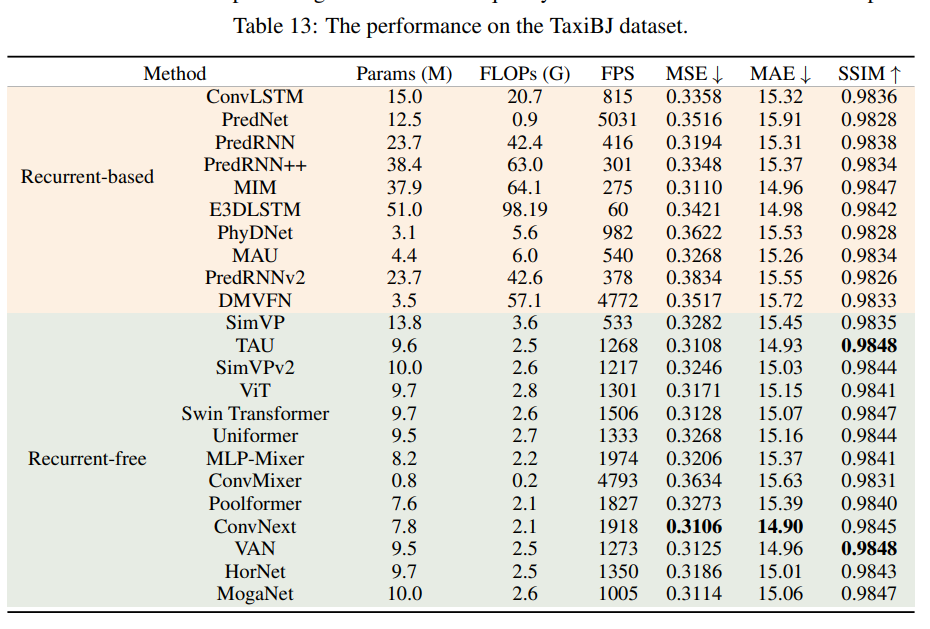 Table 13: The performance on the TaxiBJ dataset.
Method Params (M) FLOPs (G) FPS MSE ↓ MAE ↓ SSIM ↑
ConvLSTM 15.0 20.7 815 0.3358 15.32 0.9836
PredNet 12.5 0.9 5031 0.3516 15.91 0.9828
PredRNN 23.7 42.4 416 0.3194 15.31 0.9838
PredRNN++ 38.4 63.0 301 0.3348 15.37 0.9834
Recurrent-based
MIM 37.9 64.1 275 0.3110 14.96 0.9847
E3DLSTM 51.0 98.19 60 0.3421 14.98 0.9842
PhyDNet 3.1 5.6 982 0.3622 15.53 0.9828
MAU 4.4 6.0 540 0.3268 15.26 0.9834
PredRNNv2 23.7 42.6 378 0.3834 15.55 0.9826
DMVFN 3.5 57.1 4772 0.3517 15.72 0.9833
SimVP 13.8 3.6 533 0.3282 15.45 0.9835
TAU 9.6 2.5 1268 0.3108 14.93 0.9848
SimVPv2 10.0 2.6 1217 0.3246 15.03 0.9844
ViT 9.7 2.8 1301 0.3171 15.15 0.9841
Swin Transformer 9.7 2.6 1506 0.3128 15.07 0.9847
Uniformer 9.5 2.7 1333 0.3268 15.16 0.9844
Recurrent-free MLP-Mixer 8.2 2.2 1974 0.3206 15.37 0.9841
ConvMixer 0.8 0.2 4793 0.3634 15.63 0.9831
Poolformer 7.6 2.1 1827 0.3273 15.39 0.9840
ConvNext 7.8 2.1 1918 0.3106 14.90 0.9845
VAN 9.5 2.5 1273 0.3125 14.96 0.9848
HorNet 9.7 2.5 1350 0.3186 15.01 0.9843
MogaNet 10.0 2.6 1005 0.3114 15.06 0.9847